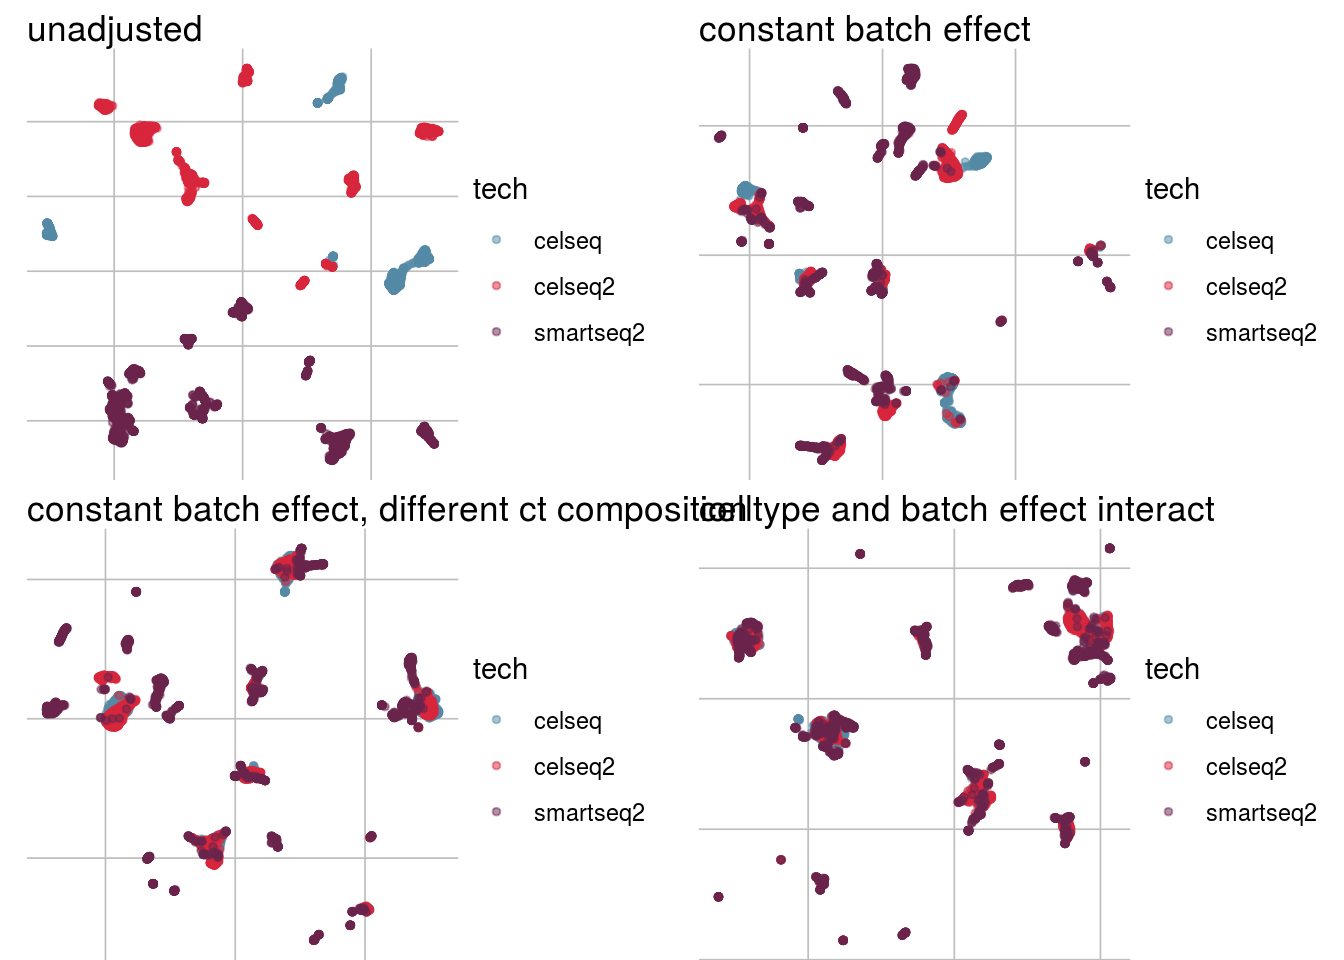 unadjusted
tech
celseq
celseq2
smartseq2
constant batch effect
tech
celseq
celseq2
smartseq2
constant batch effect, different ct composition
tech
celseq
celseq2
smartseq2
celltype and batch effect interact
tech
celseq
celseq2
smartseq2